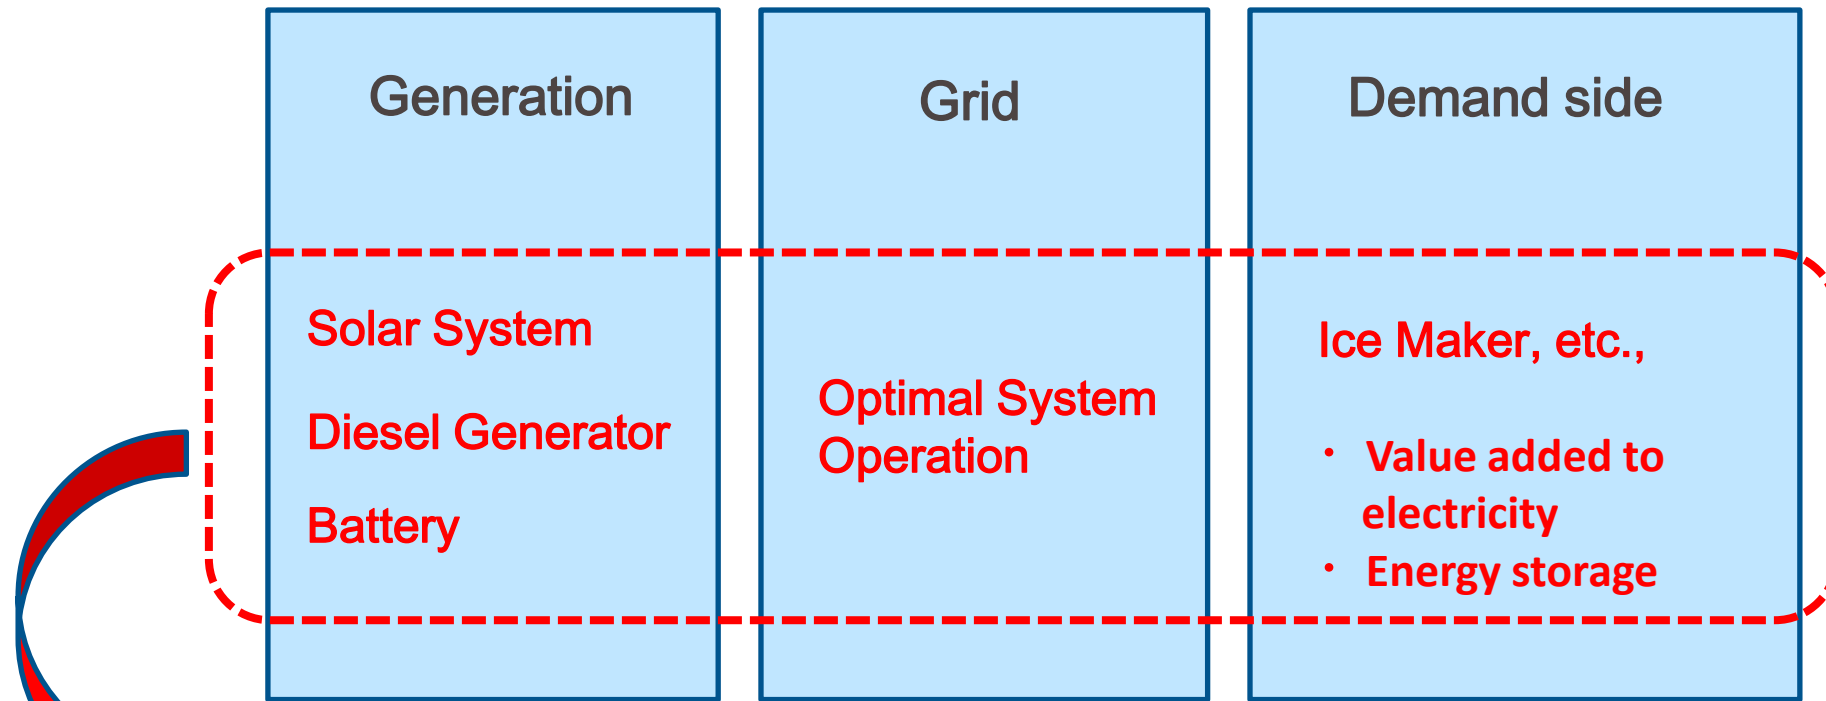 Generation
Solar System
Diesel Generator
Battery
Grid
Optimal System
Operation
Demand side
Ice Maker, etc.,
・ Value added to
electricity
・ Energy storage